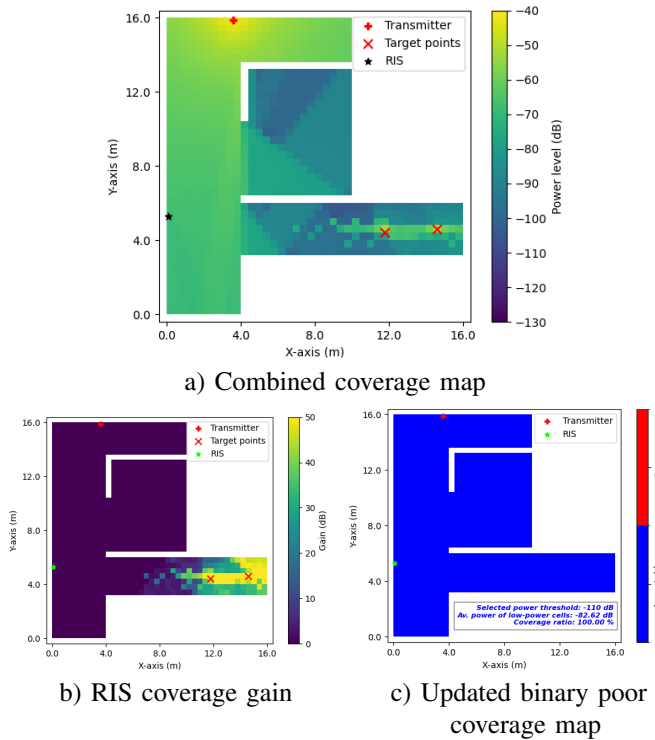 16.0
12.0
8.0
4.0
0.0
Y-axis (m)
Transmitter
Target points
RIS
0.0 4.0 8.0 12.0 16.0
X-axis (m)
−40
−50
−60
−70
−80
−90
−100
−110
−120
−130
Power level (dB)
a) Combined coverage map
16.0
12.0
8.0
4.0
0.0
Y-axis (m)
Transmitter
Target points
RIS
0.0 4.0 8.0 12.0 16.0
X-axis (m)
50
40
30
20
10
0
Gain (dB)
b) RIS coverage gain
16.0
12.0
8.0
4.0
0.0
Y-axis (m)
Transmitter
RIS
Selected power threshold: -110 dB
Av. power of low-power cells: -82.62 dB
Coverage ratio: 100.00 %
0.0 4.0 8.0 12.0 16.0
X-axis (m)
c) Updated binary poor
coverage map